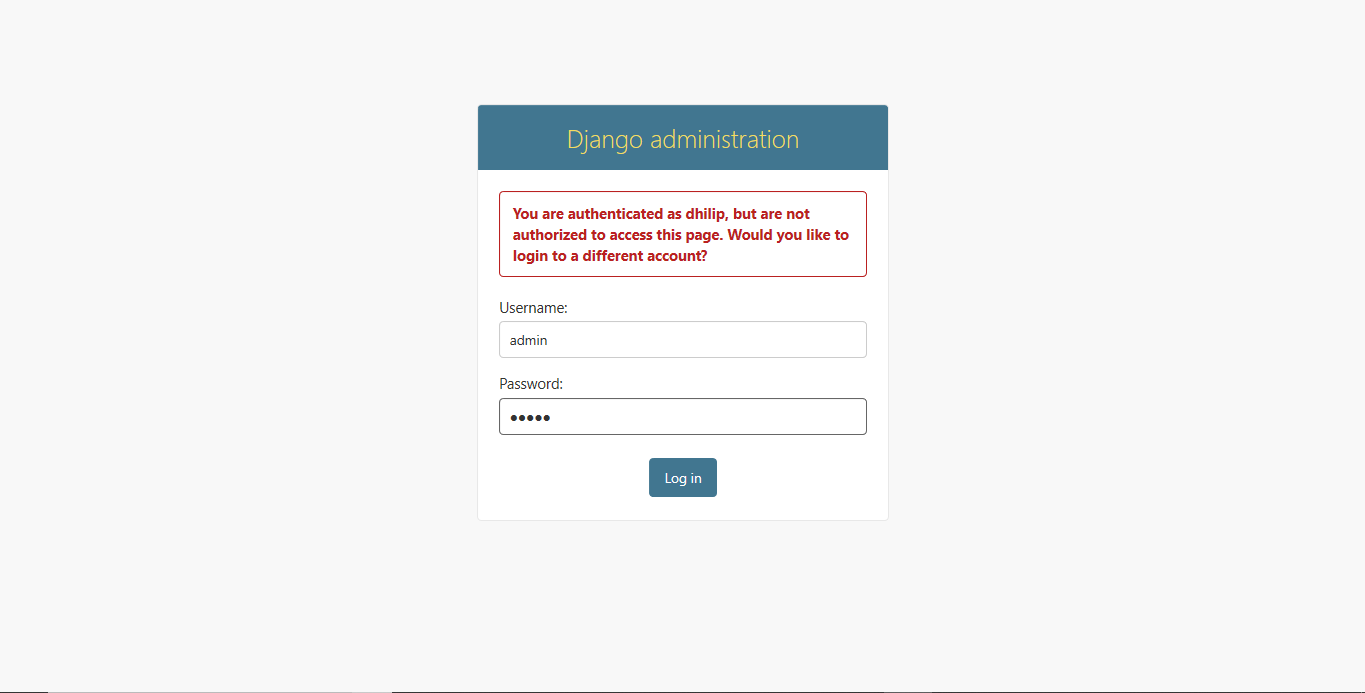 Django administration
You are authenticated as dhilip, but are not
authorized to access this page. Would you like to
login to a different account?
Username:
admin
Password:
•••••
Log in